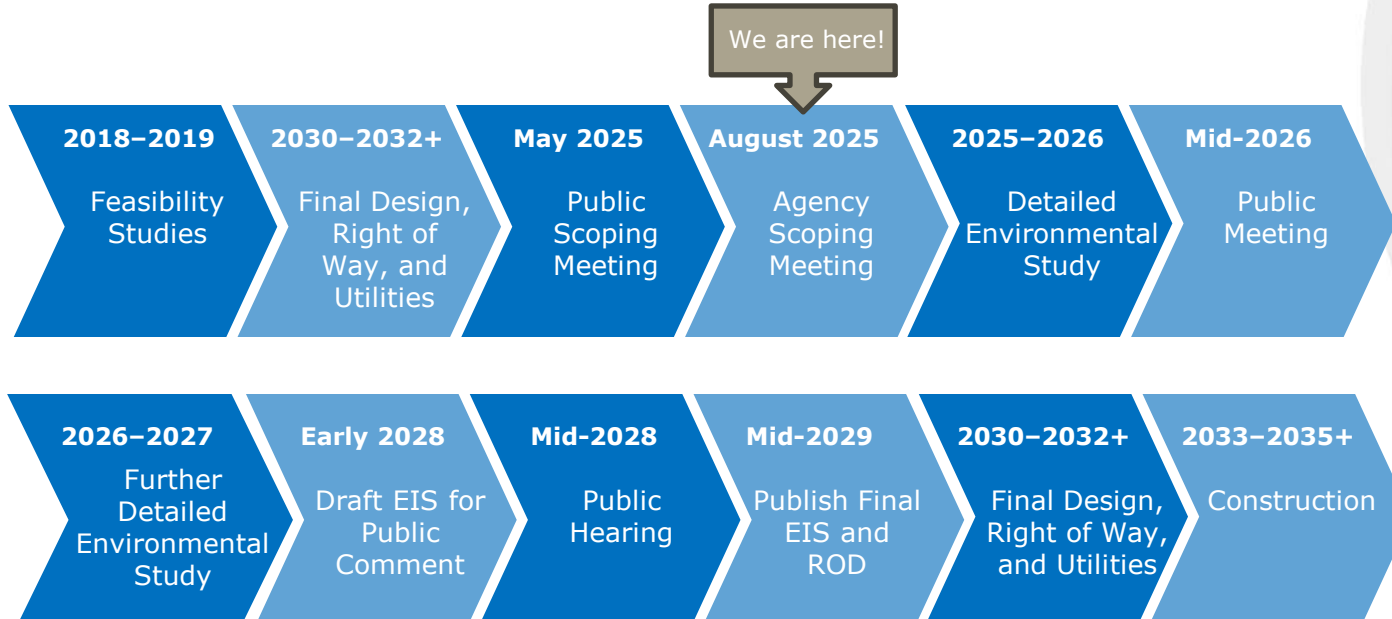 We are here!
2018–2019
Feasibility
Studies
2030–2032+
Final Design,
Right of
Way, and
Utilities
May 2025
Public
Scoping
Meeting
August 2025
Agency
Scoping
Meeting
2025–2026
Detailed
Environmental
Study
Mid-2026
Public
Meeting
2026–2027
Further
Detailed
Environmental
Study
Early 2028
Draft EIS for
Public
Comment
Mid-2028
Public
Hearing
Mid-2029
Publish Final
EIS and
ROD
2030–2032+
Final Design,
Right of Way,
and Utilities
2033–2035+
Construction